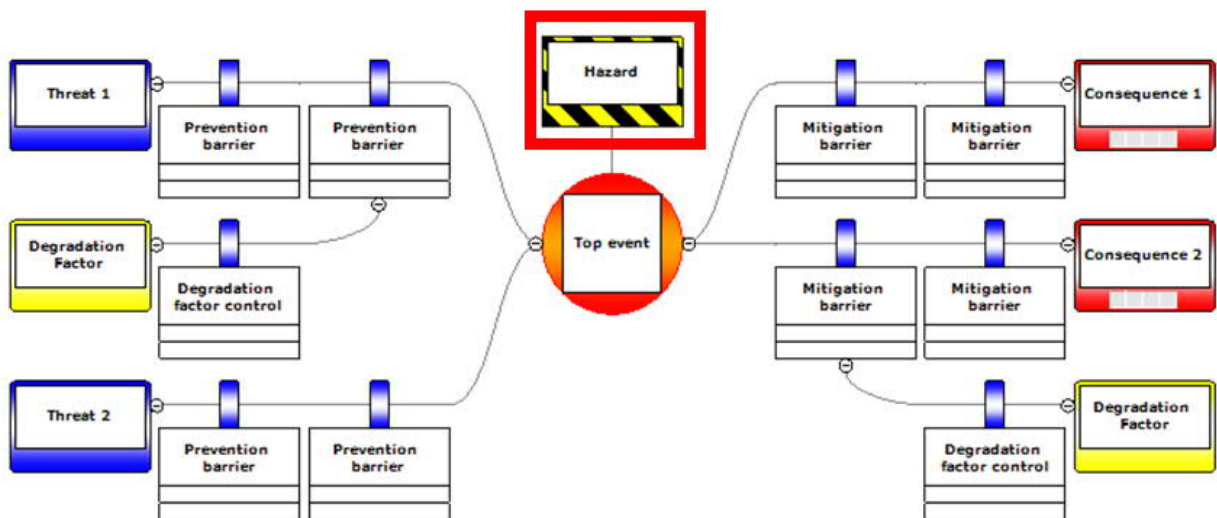 Hazard
Threat 1
Prevention
barrier
Prevention
barrier
Mitigation
barrier
Mitigation
barrier
Consequence 1
Degradation
Factor
Degradation
factor control
Top event
Mitigation
barrier
Mitigation
barrier
Consequence 2
Threat 2
Prevention
barrier
Prevention
barrier
Degradation
factor control
Degradation
Factor